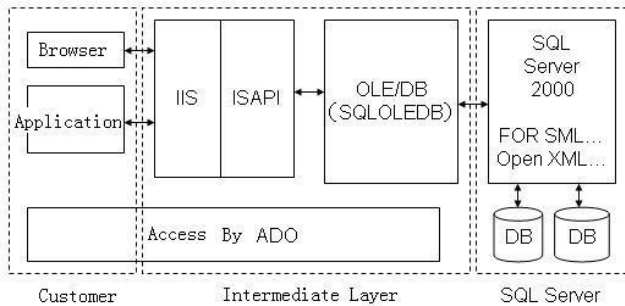 Browser
Application
IIS
ISAPI
OLE/DB
(SQLOLEDB)
SQL
Server
2000
FOR SML...
Open XML...
Access By ADO
DB
DB
Customer
Intermediate Layer
SQL Server